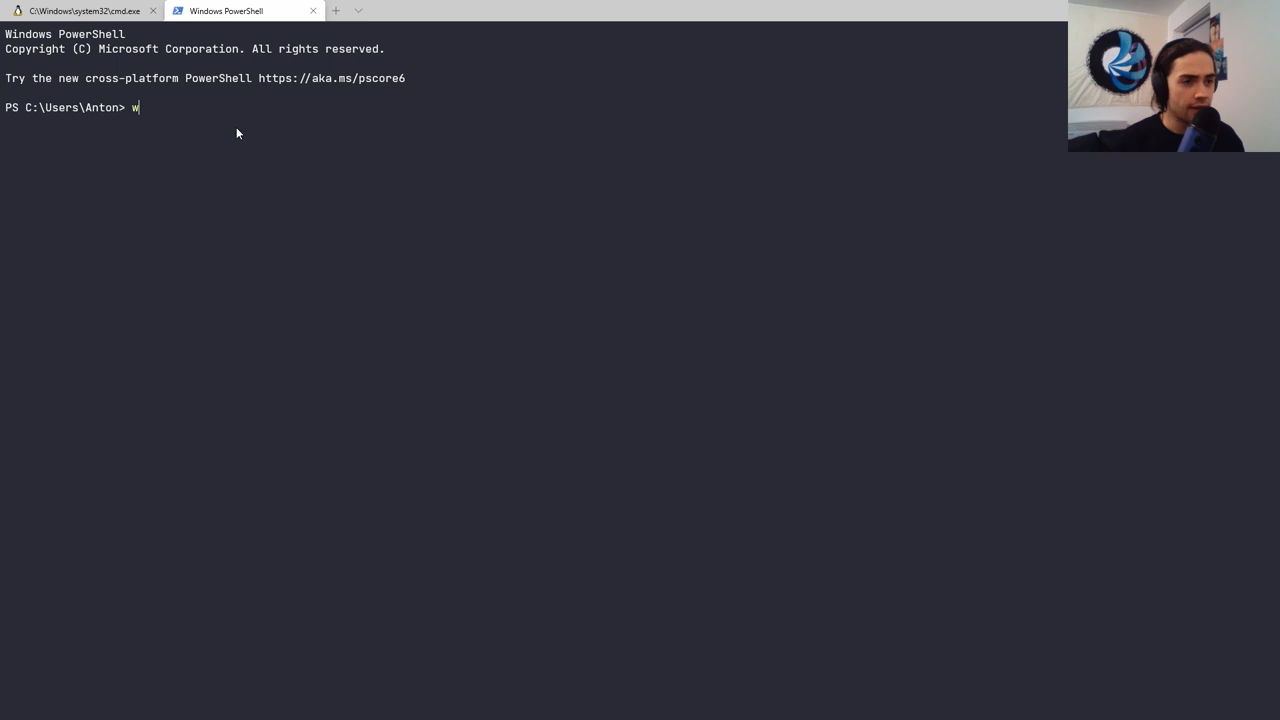 C:\Windows\system32\cmd.exe
Windows PowerShell
Windows PowerShell
Copyright (C) Microsoft Corporation. All rights reserved.
Try the new cross-platform PowerShell https://aka.ms/pscore6
PS C:\Users\Anton> w